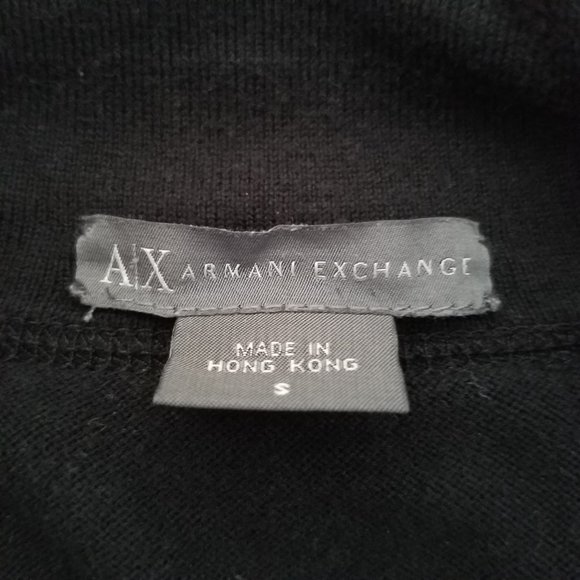 A|X ARMANI EXCHANGE
MADE IN
HONG KONG
S